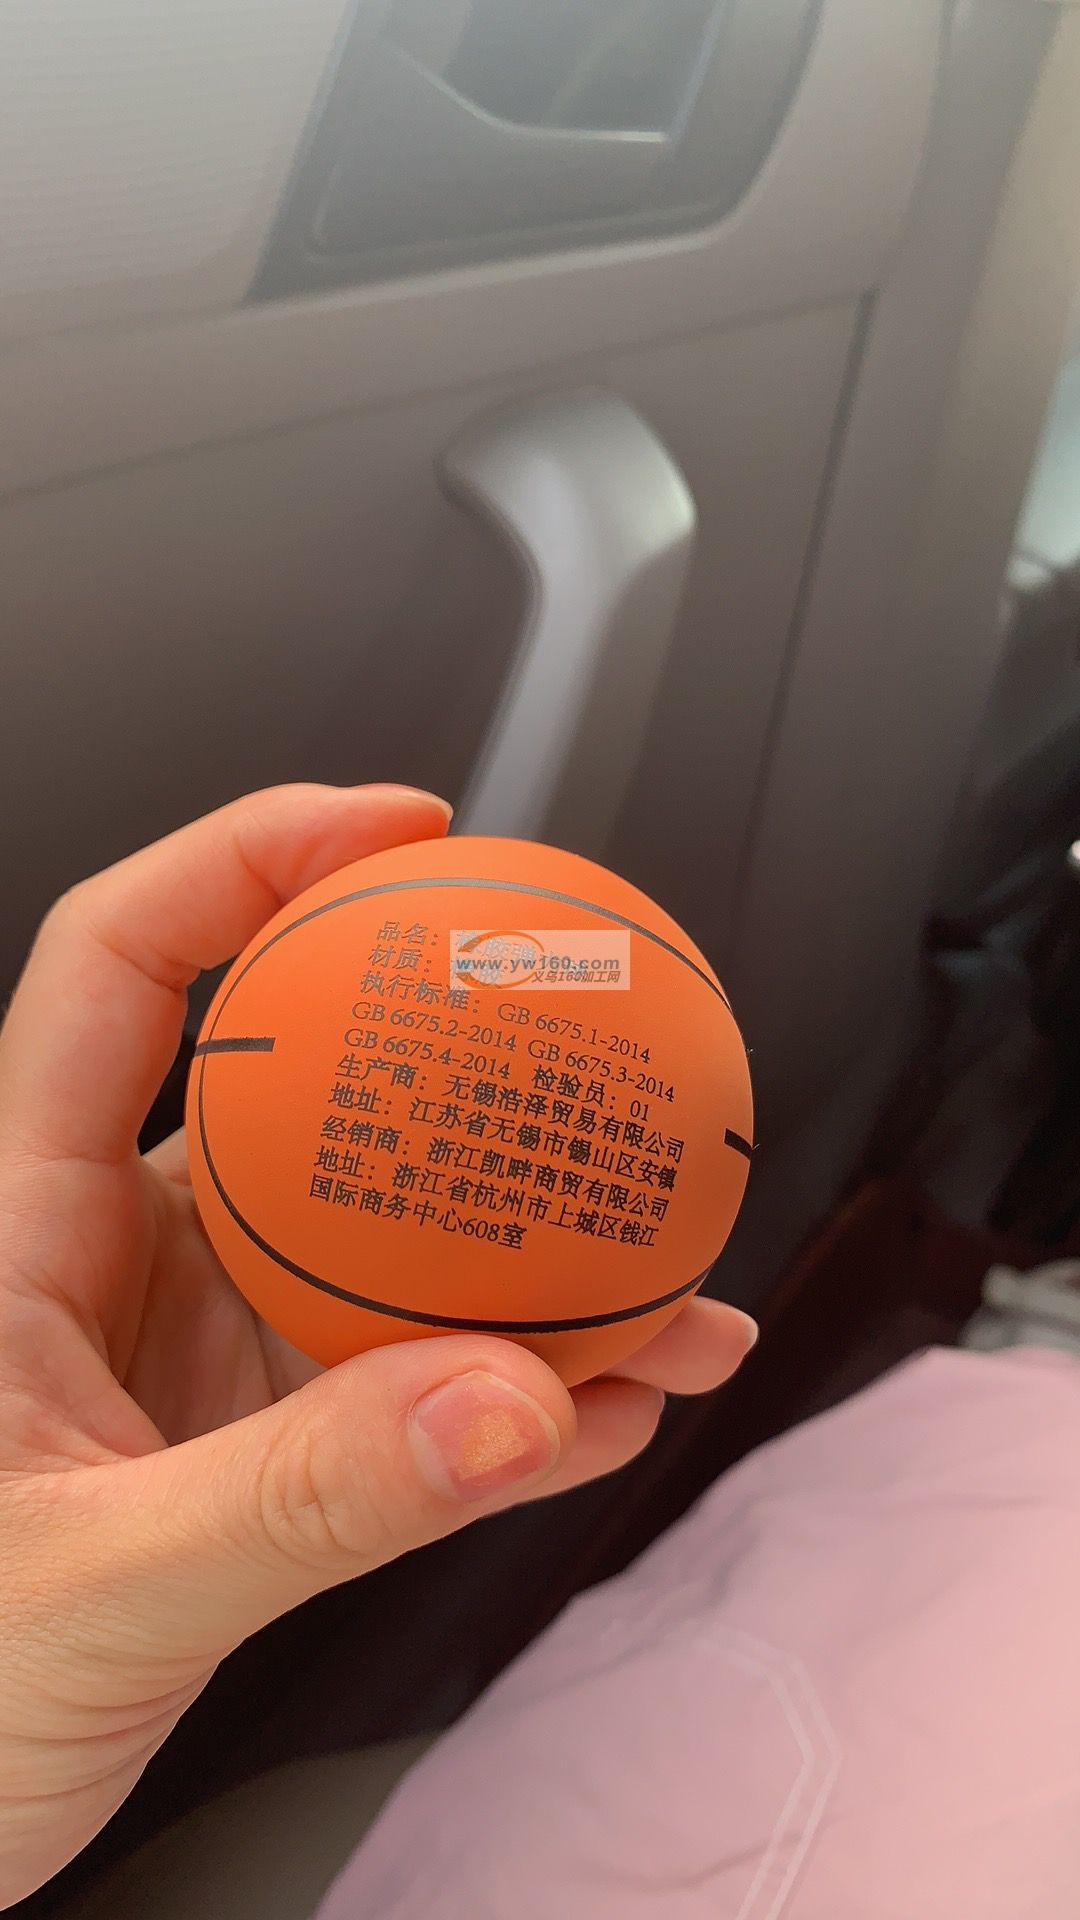 品名：橡胶弹
材质：橡胶
执行标准：GB 6675.1-2014
GB 6675.2-2014 GB 6675.3-2014
GB 6675.4-2014 检验员：01
生产商：无锡浩泽贸易有限公司
地址：江苏省无锡市锡山区安镇
经销商：浙江凯畔商贸有限公司
地址：浙江省杭州市上城区钱江
国际商务中心608室
www.yw160.com
义乌160加工网